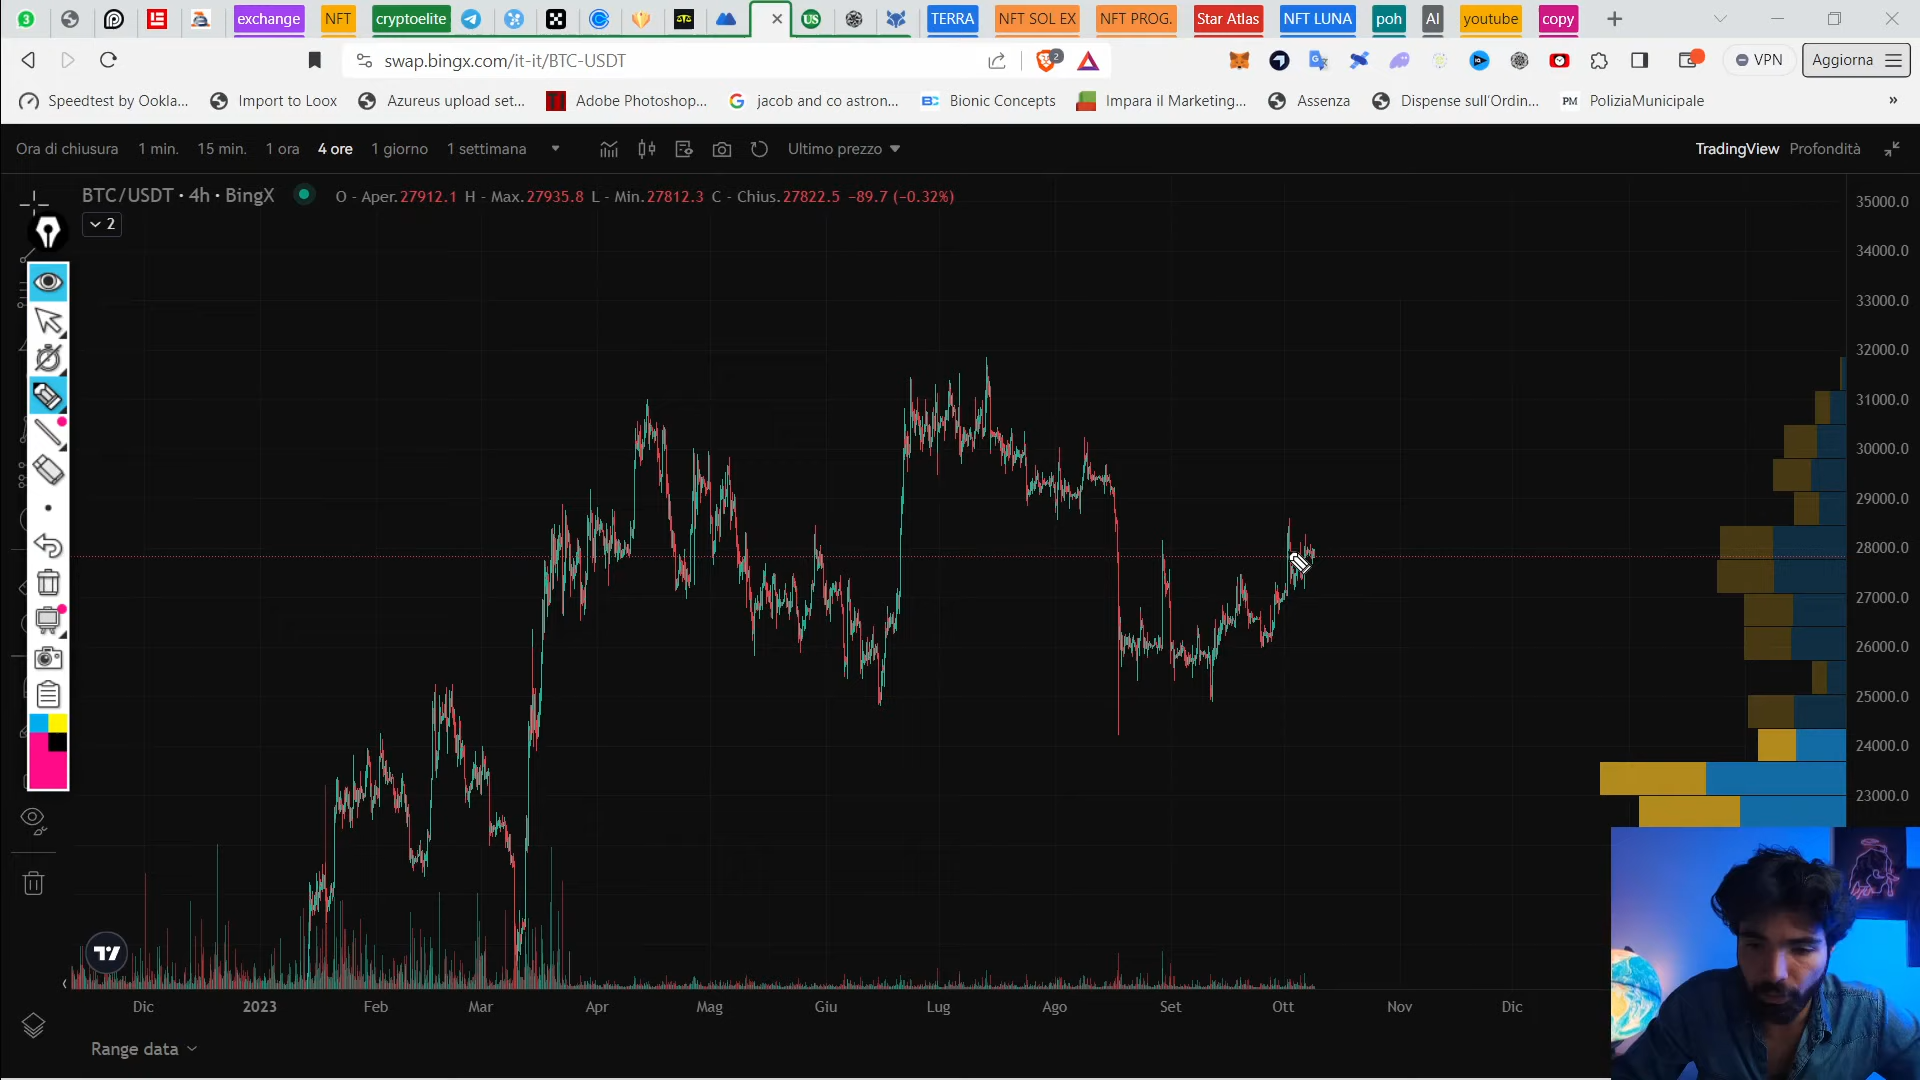 3 exchange NFT cryptoelite TERRA NFT SOL EX NFT PROG. Star Atlas NFT LUNA poh AI youtube copy
swap.bingx.com/it-it/BTC-USDT 2 VPN Aggiorna
Speedtest by Ookla... Import to Loox Azureus upload set... Adobe Photoshop... jacob and co astron... Bionic Concepts Impara il Marketing... Assenza Dispense sull'Ordin... PM PoliziaMunicipale »
Ora di chiusura 1 min. 15 min. 1 ora 4 ore 1 giorno 1 settimana Ultimo prezzo TradingView Profondità
BTC/USDT · 4h · BingX O - Aper.27912.1 H - Max.27935.8 L - Min.27812.3 C - Chius.27822.5 −89.7 (−0.32%)
2
35000.0
34000.0
33000.0
32000.0
31000.0
30000.0
29000.0
28000.0
27000.0
26000.0
25000.0
24000.0
23000.0
Dic 2023 Feb Mar Apr Mag Giu Lug Ago Set Ott Nov Dic
Range data